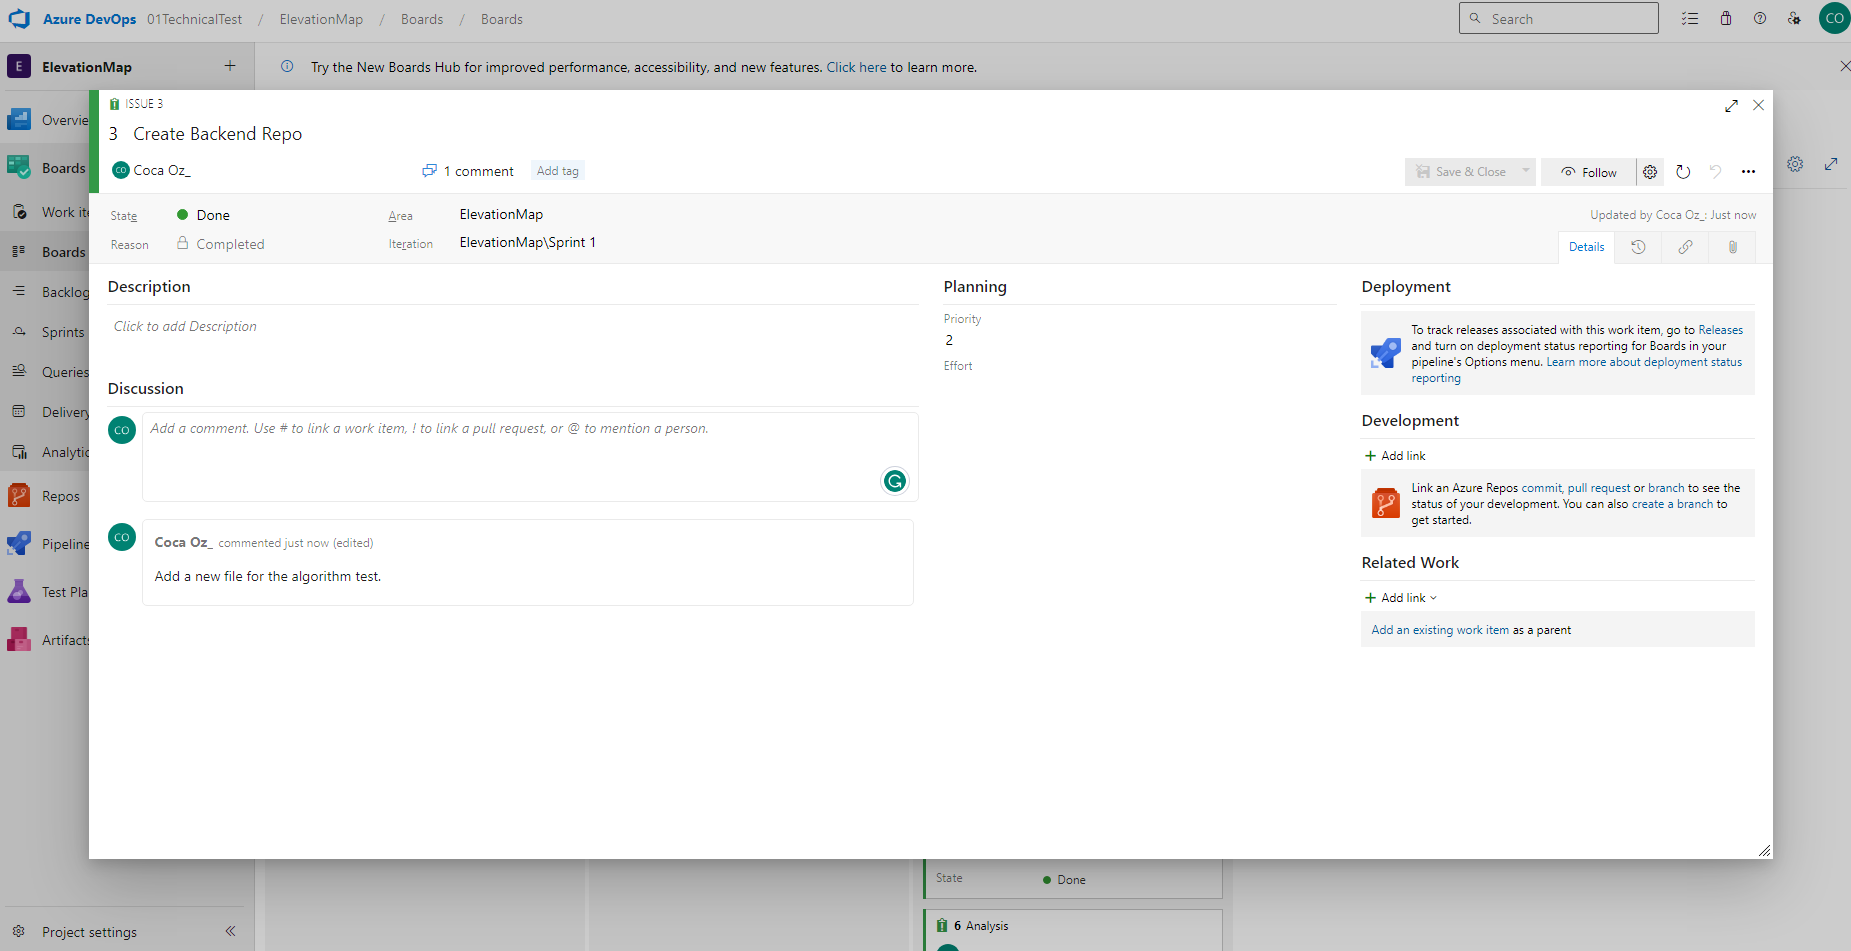 Azure DevOps 01TechnicalTest / ElevationMap / Boards / Boards
Search
CO
E ElevationMap
Try the New Boards Hub for improved performance, accessibility, and new features. Click here to learn more.
Overvie
Boards
Work ite
Boards
Backlog
Sprints
Queries
Delivery
Analytic
Repos
Pipeline
Test Pla
Artifacts
Project settings
ISSUE 3
3 Create Backend Repo
CO Coca Oz_
1 comment
Add tag
Save & Close
Follow
State
Done
Area
ElevationMap
Updated by Coca Oz_: Just now
Reason
Completed
Iteration
ElevationMap\Sprint 1
Details
Description
Click to add Description
Discussion
CO
Add a comment. Use # to link a work item, ! to link a pull request, or @ to mention a person.
CO
Coca Oz_ commented just now (edited)
Add a new file for the algorithm test.
Planning
Priority
2
Effort
Deployment
To track releases associated with this work item, go to Releases
and turn on deployment status reporting for Boards in your
pipeline's Options menu. Learn more about deployment status
reporting
Development
Add link
Link an Azure Repos commit, pull request or branch to see the
status of your development. You can also create a branch to
get started.
Related Work
Add link
Add an existing work item as a parent
State
Done
6 Analysis